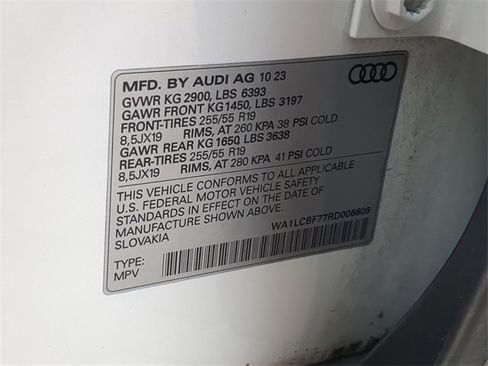 MFD. BY AUDI AG 10 23
GVWR KG 2900, LBS 6393
GAWR FRONT KG1450, LBS 3197
FRONT-TIRES 255/55 R19
8,5JX19 RIMS, AT 260 KPA 38 PSI COLD
GAWR REAR KG 1650, LBS 3638
REAR-TIRES 255/55 R19
8,5JX19 RIMS, AT 280 KPA 41 PSI COLD
THIS VEHICLE CONFORMS TO ALL APPLICABLE
U.S. FEDERAL MOTOR VEHICLE SAFETY
STANDARDS IN EFFECT ON THE DATE OF
MANUFACTURE SHOWN ABOVE.
SLOVAKIA
WA1LCBF77RD006608
TYPE:
MPV